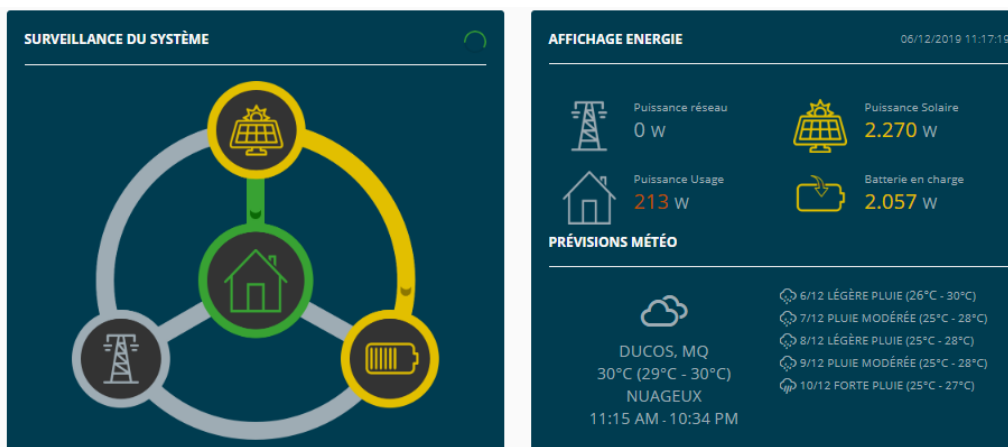 SURVEILLANCE DU SYSTÈME
AFFICHAGE ENERGIE
06/12/2019 11:17:19
Puissance réseau
0 W
Puissance Solaire
2.270 W
Puissance Usage
213 W
Batterie en charge
2.057 W
PRÉVISIONS MÉTÉO
DUCOS, MQ
30°C (29°C - 30°C)
NUAGEUX
11:15 AM - 10:34 PM
6/12 LÉGÈRE PLUIE (26°C - 30°C)
7/12 PLUIE MODÉRÉE (25°C - 28°C)
8/12 LÉGÈRE PLUIE (25°C - 28°C)
9/12 PLUIE MODÉRÉE (25°C - 28°C)
10/12 FORTE PLUIE (25°C - 27°C)